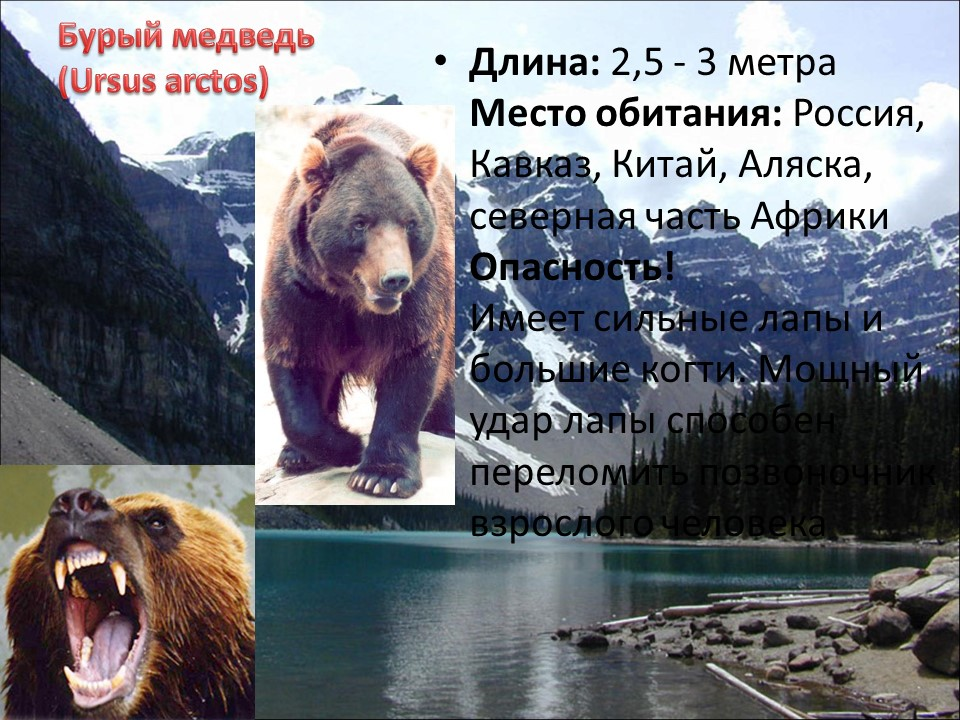 Бурый медведь
(Ursus arctos)
• Длина: 2,5 - 3 метра
Место обитания: Россия,
Кавказ, Китай, Аляска,
северная часть Африки
Опасность!
Имеет сильные лапы и
большие когти. Мощный
удар лапы способен
переломить позвоночник
взрослого человека